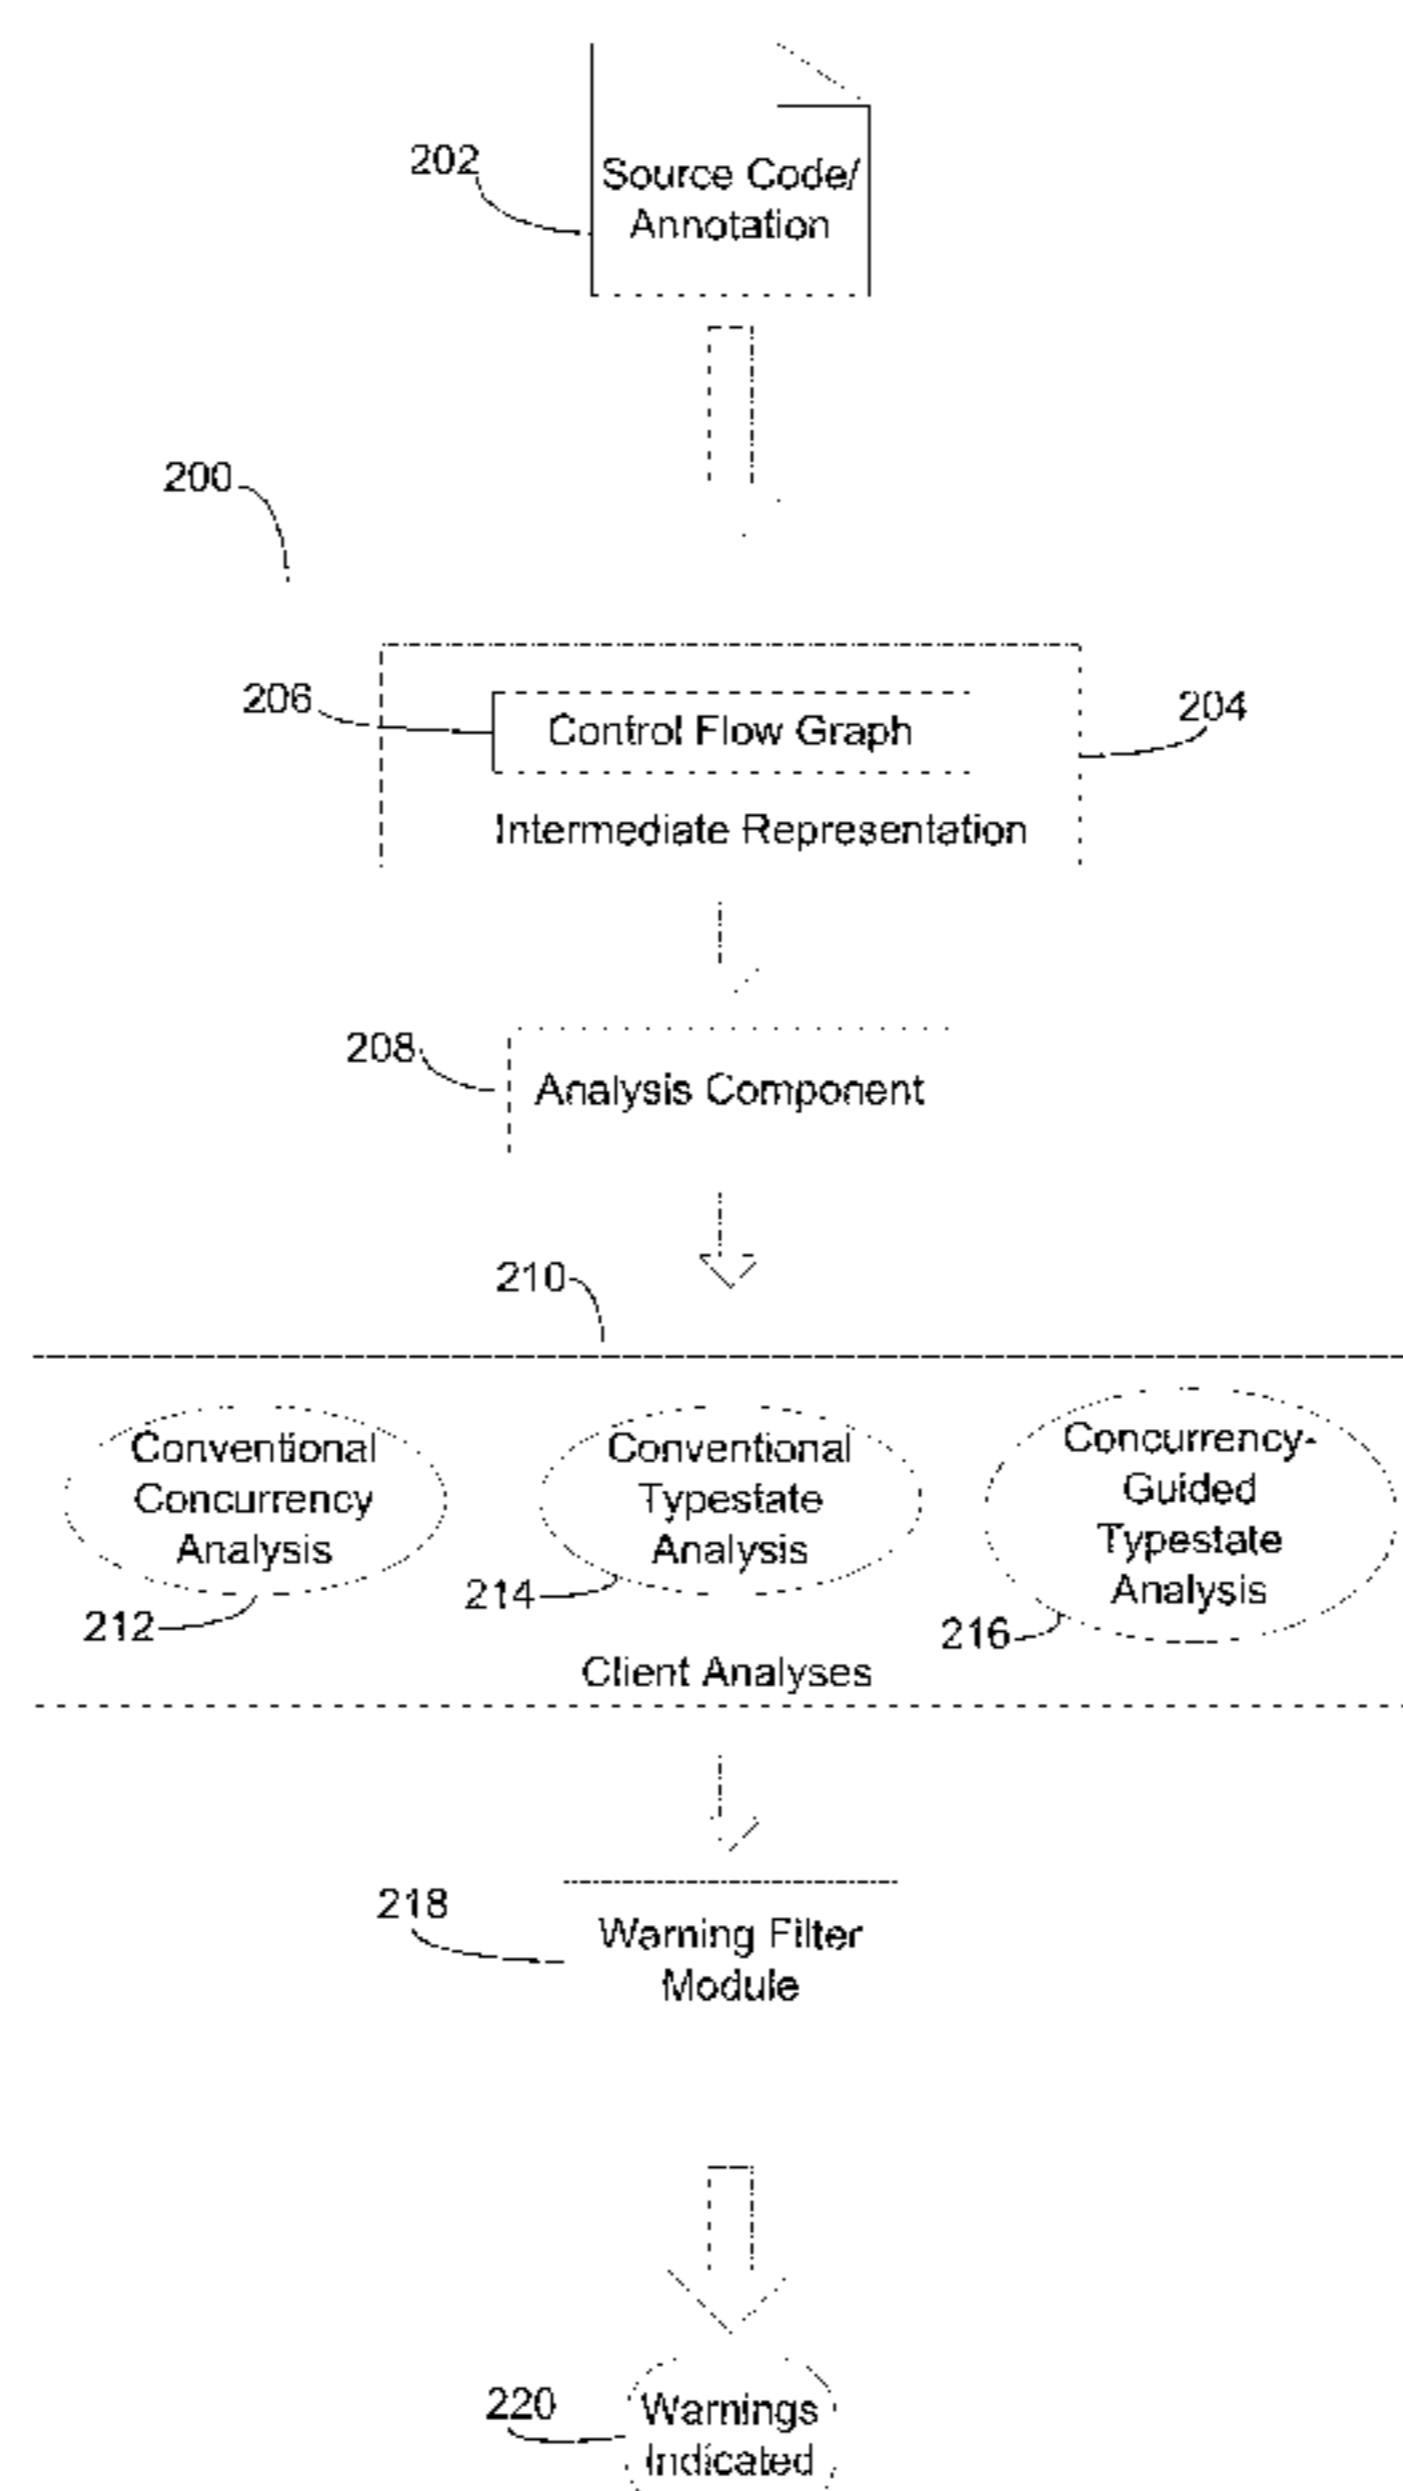 202
Source Code/
Annotation
200
206
Control Flow Graph
204
Intermediate Representation
208
Analysis Component
210
Conventional
Concurrency
Analysis
212
Conventional
Typestate
Analysis
214
Concurrency-
Guided
Typestate
Analysis
216
Client Analyses
218
Warning Filter
Module
220
Warnings
Indicated